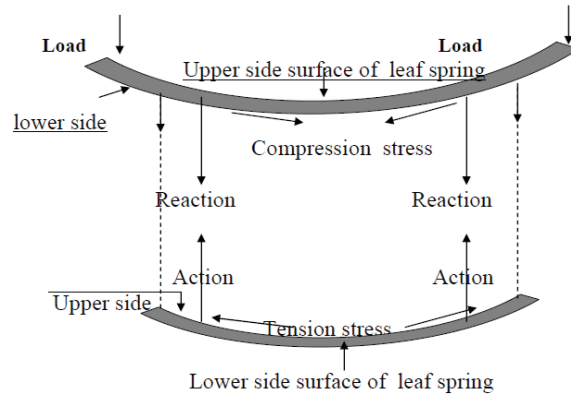 Load Load
Upper side surface of leaf spring
lower side
Compression stress
Reaction Reaction
Action Action
Upper side
Tension stress
Lower side surface of leaf spring